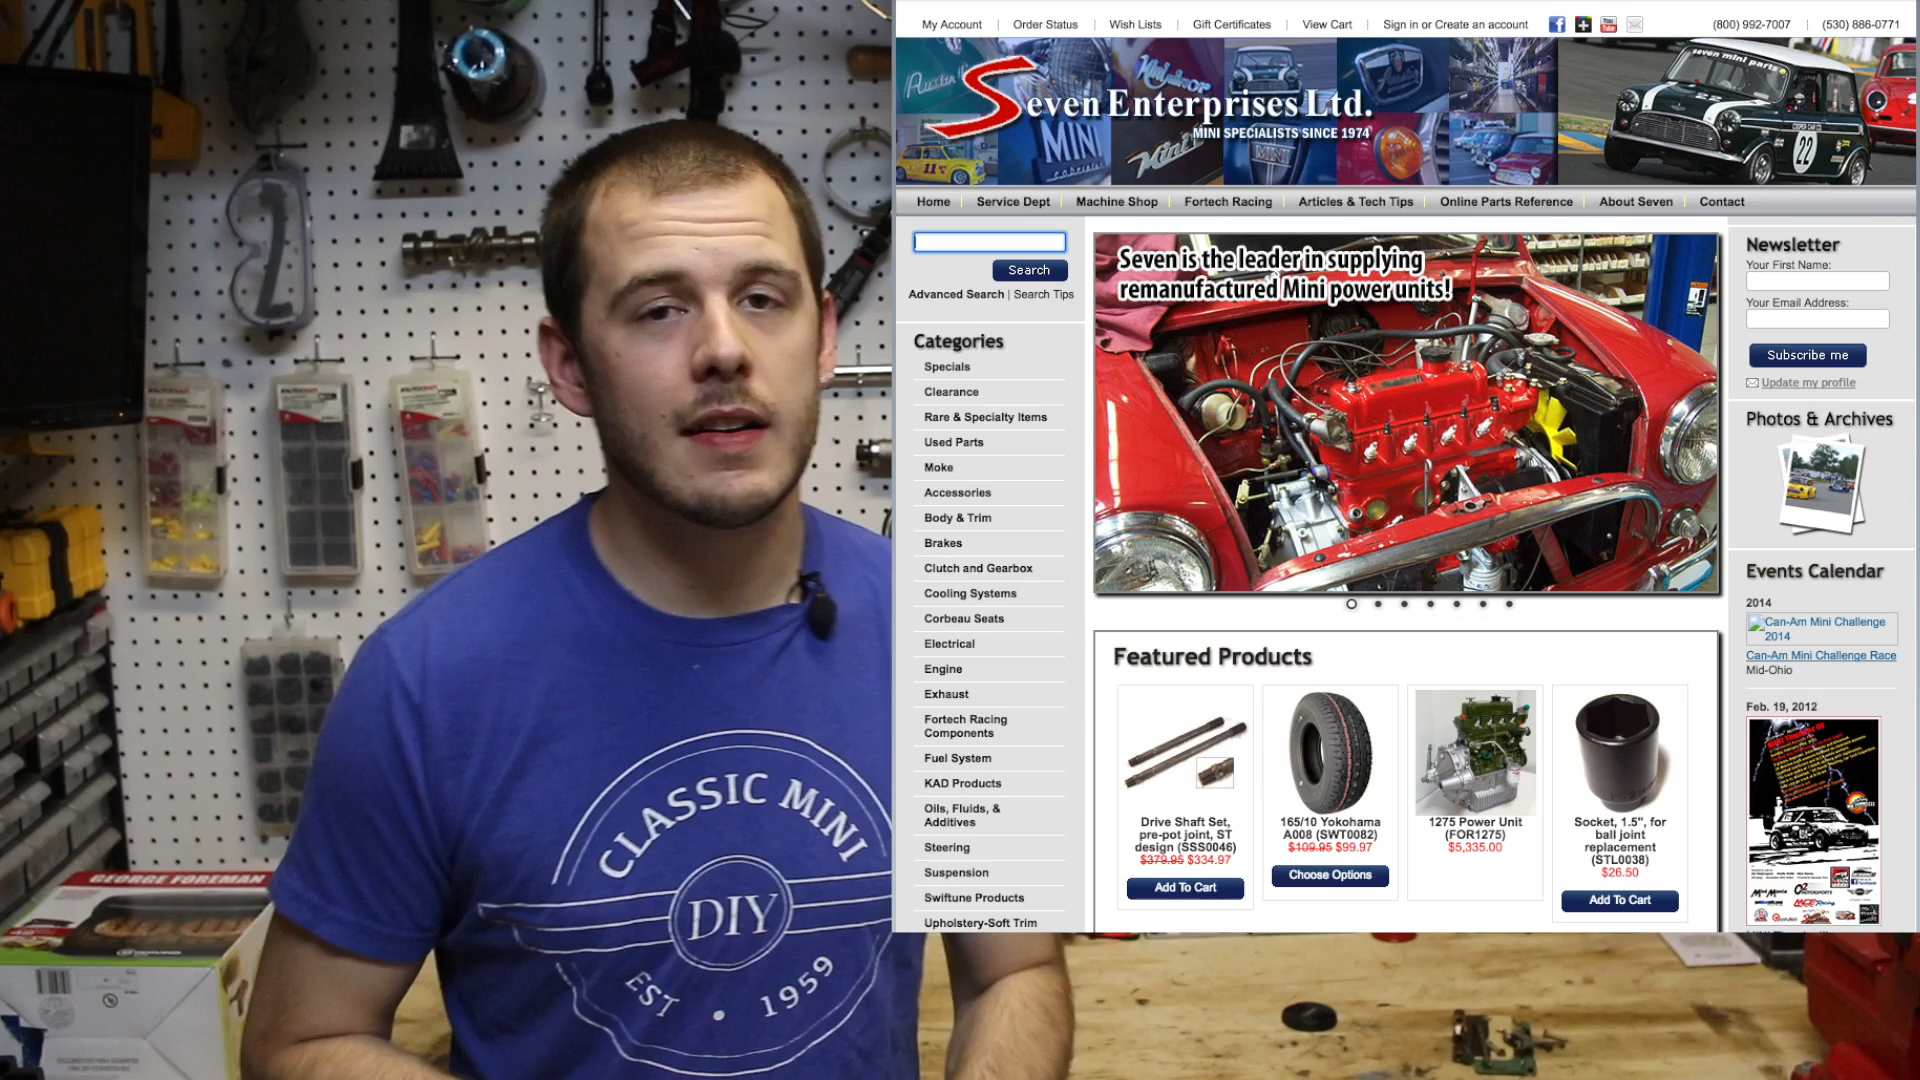 My Account
Order Status
Wish Lists
Gift Certificates
View Cart
Sign in or Create an account
(800) 992-7007
(530) 886-0771
Seven Enterprises Ltd.
MINI SPECIALISTS SINCE 1974
seven mini parts
22
MINI
MINI
11
Home
Service Dept
Machine Shop
Fortech Racing
Articles & Tech Tips
Online Parts Reference
About Seven
Contact
Search
Advanced Search | Search Tips
Categories
Specials
Clearance
Rare & Specialty Items
Used Parts
Moke
Accessories
Body & Trim
Brakes
Clutch and Gearbox
Cooling Systems
Corbeau Seats
Electrical
Engine
Exhaust
Fortech Racing
Components
Fuel System
KAD Products
Oils, Fluids, &
Additives
Steering
Suspension
Swiftune Products
Upholstery-Soft Trim
Seven is the leader in supplying
remanufactured Mini power units!
Featured Products
Drive Shaft Set,
pre-pot joint, ST
design (SSS0046)
$379.95 $334.97
Add To Cart
165/10 Yokohama
A008 (SWT0082)
$109.95 $99.97
Choose Options
1275 Power Unit
(FOR1275)
$5,335.00
Socket, 1.5", for
ball joint
replacement
(STL0038)
$26.50
Add To Cart
Newsletter
Your First Name:
Your Email Address:
Subscribe me
Update my profile
Photos & Archives
Events Calendar
2014
Can-Am Mini Challenge
2014
Can-Am Mini Challenge Race
Mid-Ohio
Feb. 19, 2012
CLASSIC MINI
DIY
EST • 1959
GEORGE FOREMAN